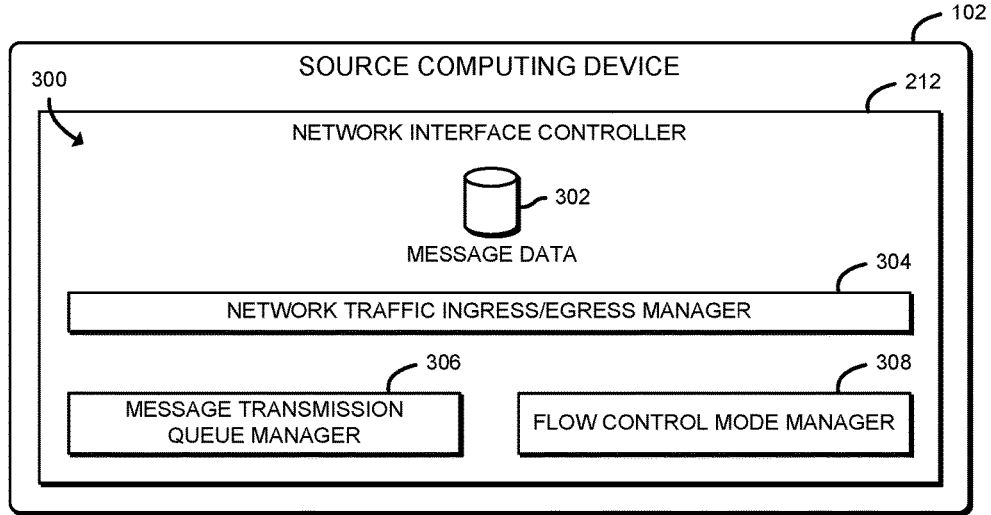 102
SOURCE COMPUTING DEVICE
300
212
NETWORK INTERFACE CONTROLLER
302
MESSAGE DATA
304
NETWORK TRAFFIC INGRESS/EGRESS MANAGER
306
308
MESSAGE TRANSMISSION
QUEUE MANAGER
FLOW CONTROL MODE MANAGER